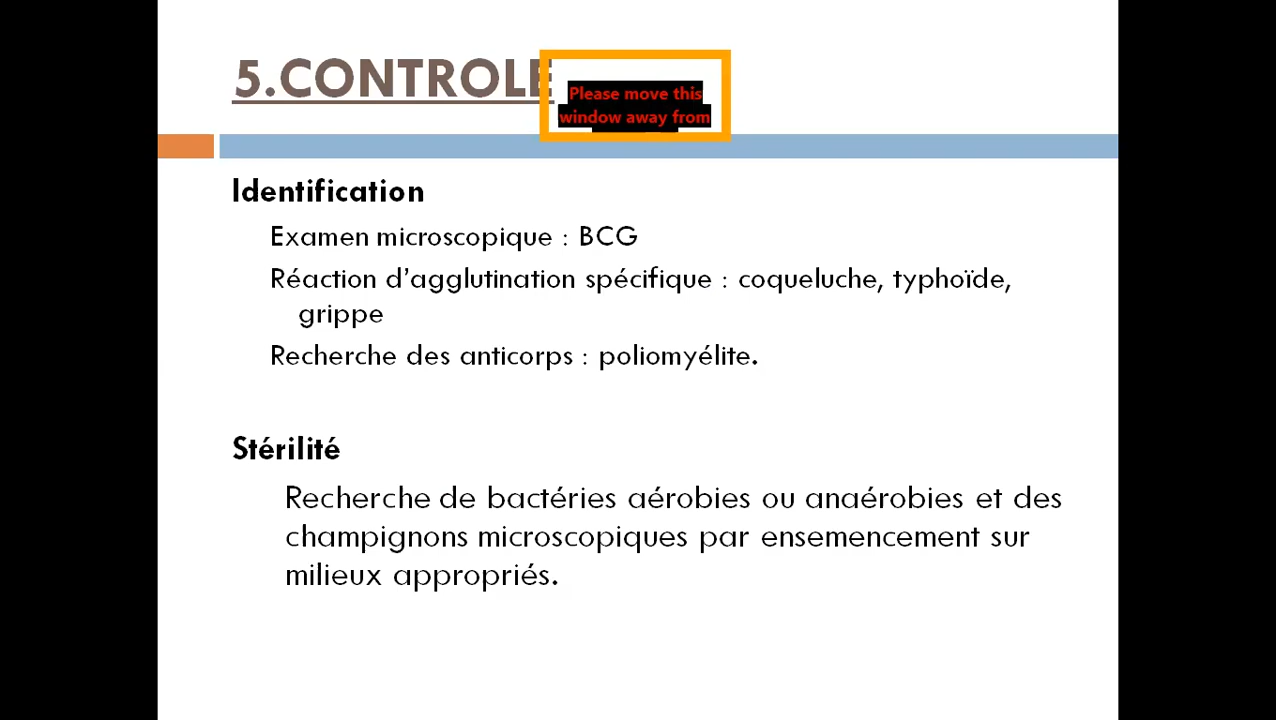 5.CONTROLE
Please move this
window away from
Identification
Examen microscopique : BCG
Réaction d’agglutination spécifique : coqueluche, typhoïde,
grippe
Recherche des anticorps : poliomyélite.
Stérilité
Recherche de bactéries aérobies ou anaérobies et des
champignons microscopiques par ensemencement sur
milieux appropriés.